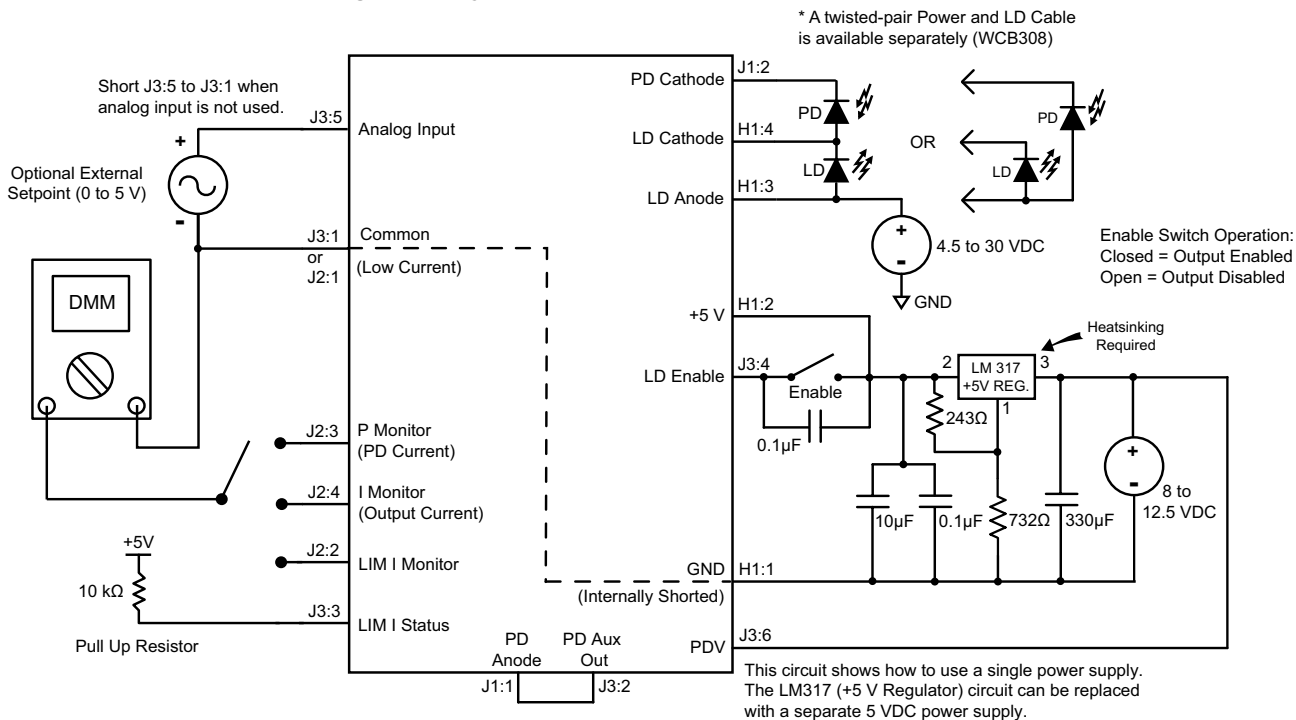 * A twisted-pair Power and LD Cable
is available separately (WCB308)
Short J3:5 to J3:1 when
analog input is not used.
J3:5
Analog Input
+
Optional External
Setpoint (0 to 5 V)
-
J3:1
or
J2:1
Common
(Low Current)
DMM
J2:3
P Monitor
(PD Current)
J2:4
I Monitor
(Output Current)
J2:2
LIM I Monitor
+5V
10 kΩ
J3:3
LIM I Status
Pull Up Resistor
PD
Anode
PD Aux
Out
J1:1
J3:2
PD Cathode
J1:2
PD
LD Cathode
H1:4
LD
LD Anode
H1:3
OR
PD
LD
+
-
4.5 to 30 VDC
GND
Enable Switch Operation:
Closed = Output Enabled
Open = Output Disabled
+5 V
H1:2
LD Enable
J3:4
Enable
0.1µF
Heatsinking
Required
2
LM 317
+5V REG.
3
1
243Ω
10µF
0.1µF
732Ω
330µF
+
-
8 to
12.5 VDC
GND
H1:1
(Internally Shorted)
PDV
J3:6
This circuit shows how to use a single power supply.
The LM317 (+5 V Regulator) circuit can be replaced
with a separate 5 VDC power supply.